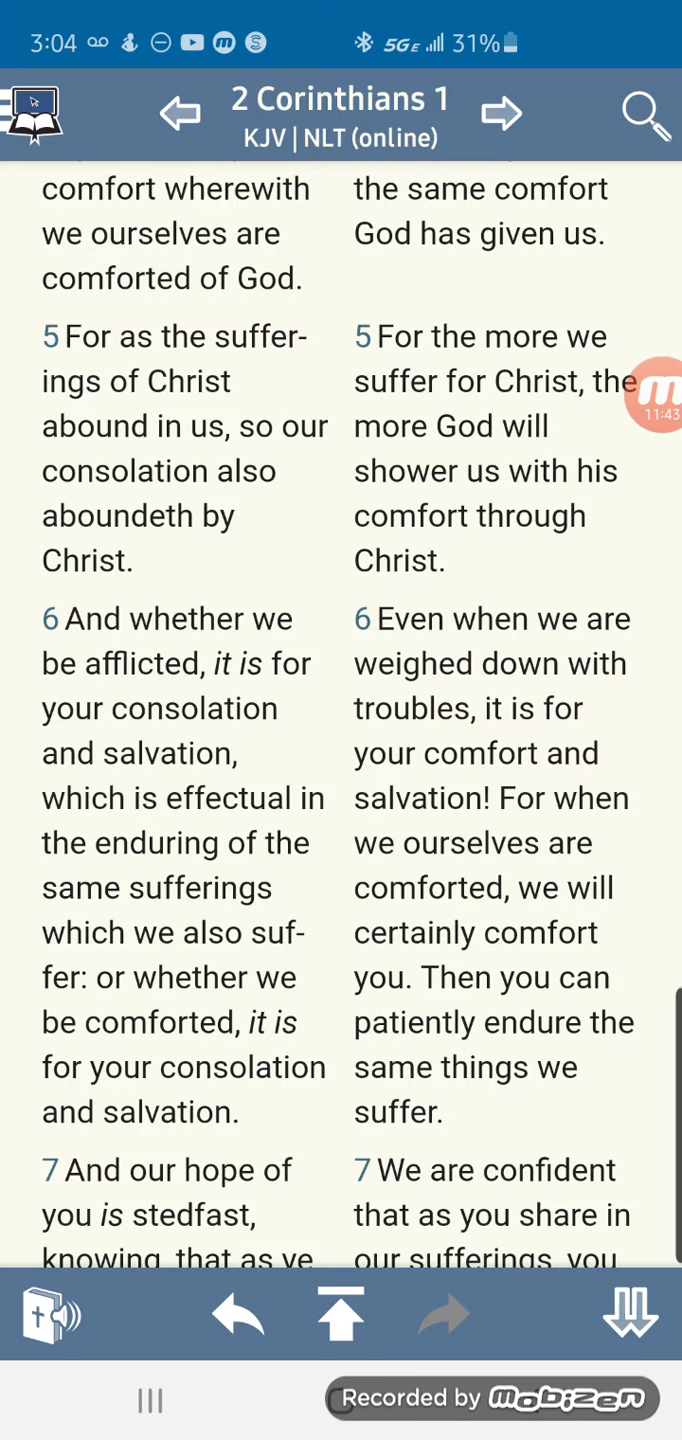 3:04
5GE 31%
2 Corinthians 1
KJV | NLT (online)
comfort wherewith
we ourselves are
comforted of God.
5 For as the suffer-
ings of Christ
abound in us, so our
consolation also
aboundeth by
Christ.
6 And whether we
be afflicted, it is for
your consolation
and salvation,
which is effectual in
the enduring of the
same sufferings
which we also suf-
fer: or whether we
be comforted, it is
for your consolation
and salvation.
7 And our hope of
you is stedfast,
knowing, that as ye
the same comfort
God has given us.
5 For the more we
suffer for Christ, the
more God will
shower us with his
comfort through
Christ.
6 Even when we are
weighed down with
troubles, it is for
your comfort and
salvation! For when
we ourselves are
comforted, we will
certainly comfort
you. Then you can
patiently endure the
same things we
suffer.
7 We are confident
that as you share in
our sufferings, you
m
11:43
Recorded by mobizen